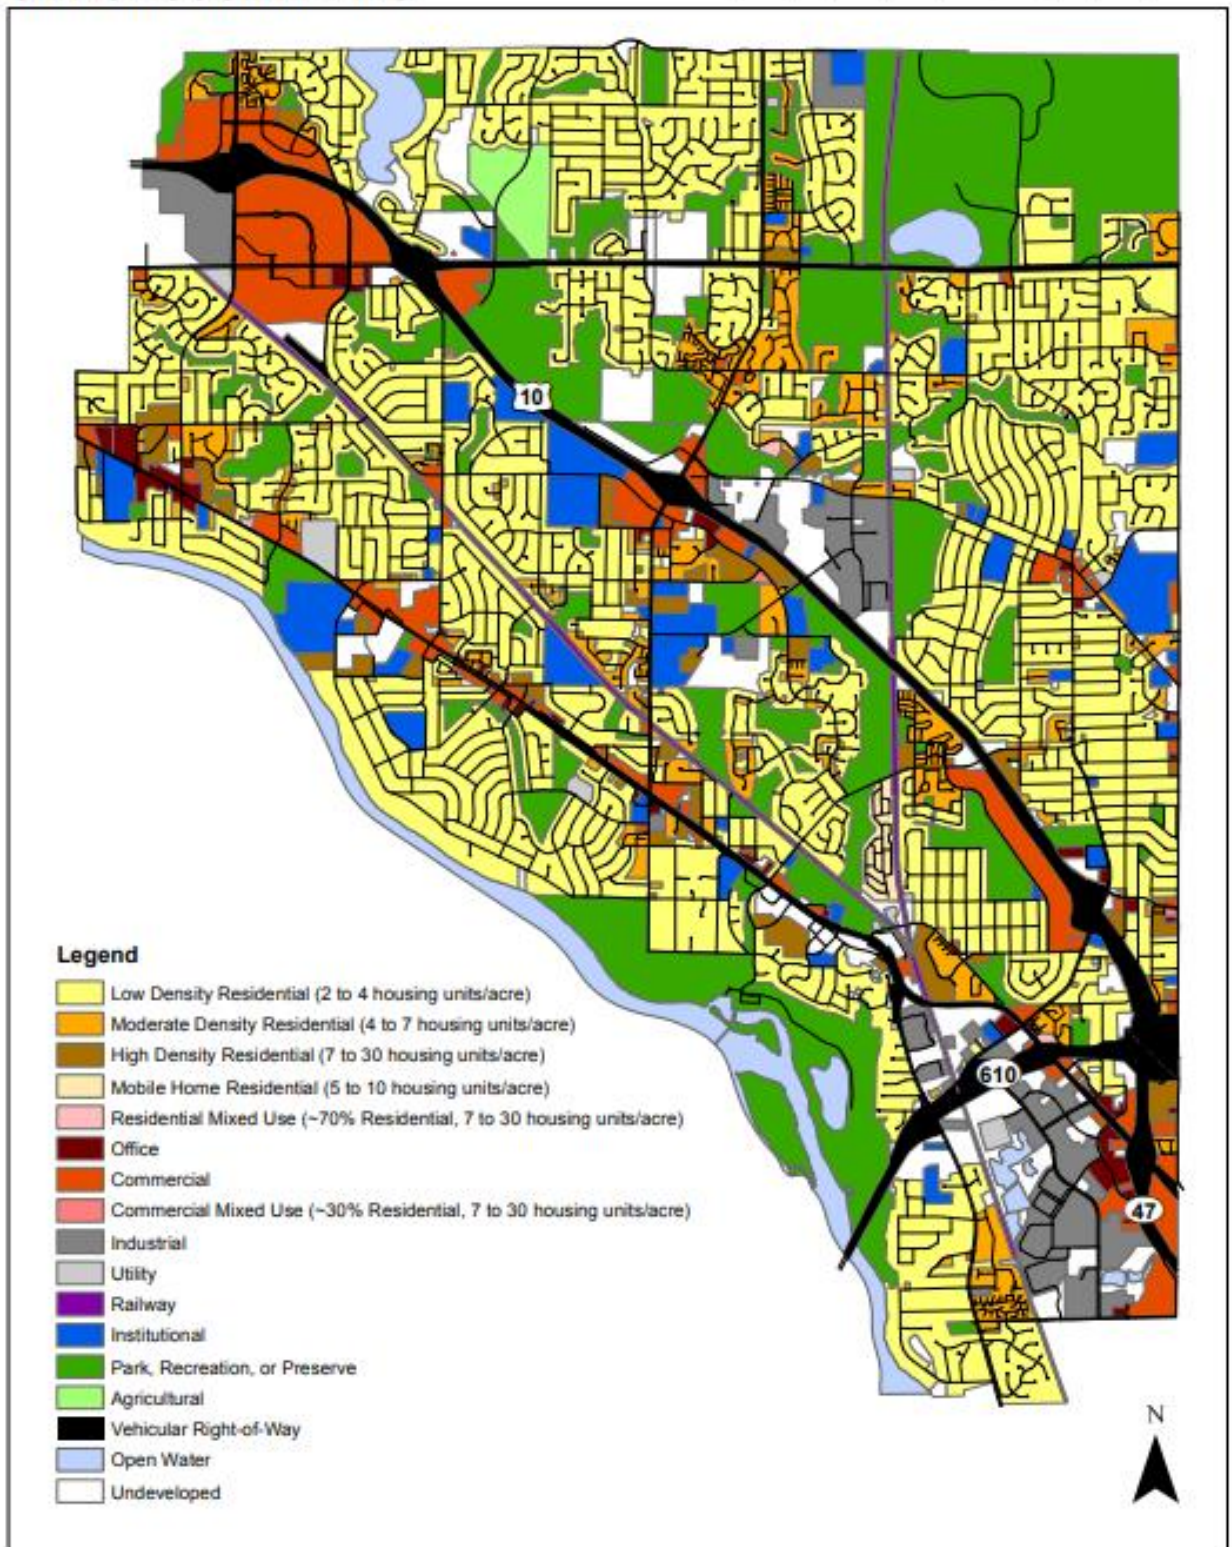 10
Legend
Low Density Residential (2 to 4 housing units/acre)
Moderate Density Residential (4 to 7 housing units/acre)
High Density Residential (7 to 30 housing units/acre)
Mobile Home Residential (5 to 10 housing units/acre)
Residential Mixed Use (~70% Residential, 7 to 30 housing units/acre)
Office
Commercial
Commercial Mixed Use (~30% Residential, 7 to 30 housing units/acre)
Industrial
Utility
Railway
Institutional
Park, Recreation, or Preserve
Agricultural
Vehicular Right-of-Way
Open Water
Undeveloped
610
47
N